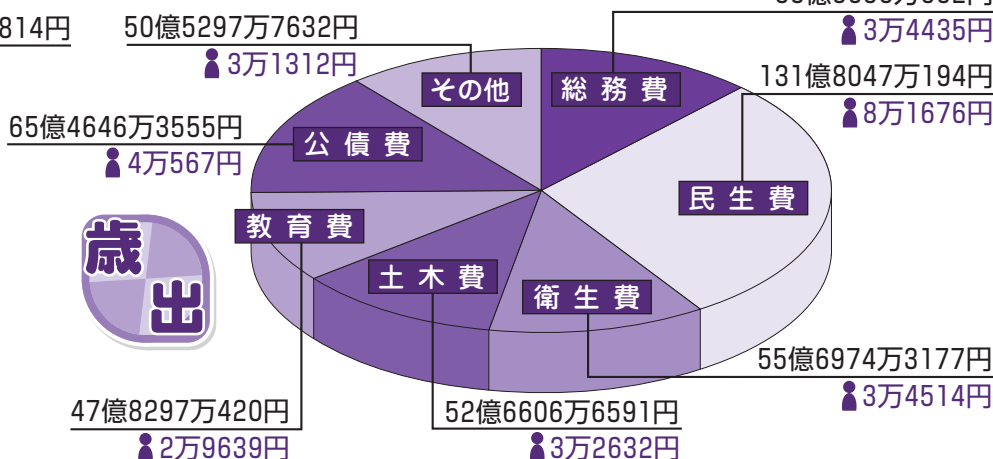 814円
50億5297万7632円
3万1312円
3万4435円
その他
総務費
131億8047万194円
8万1676円
65億4646万3555円
4万567円
公債費
民生費
教育費
歳出
土木費
衛生費
55億6974万3177円
3万4514円
47億8297万420円
2万9639円
52億6606万6591円
3万2632円